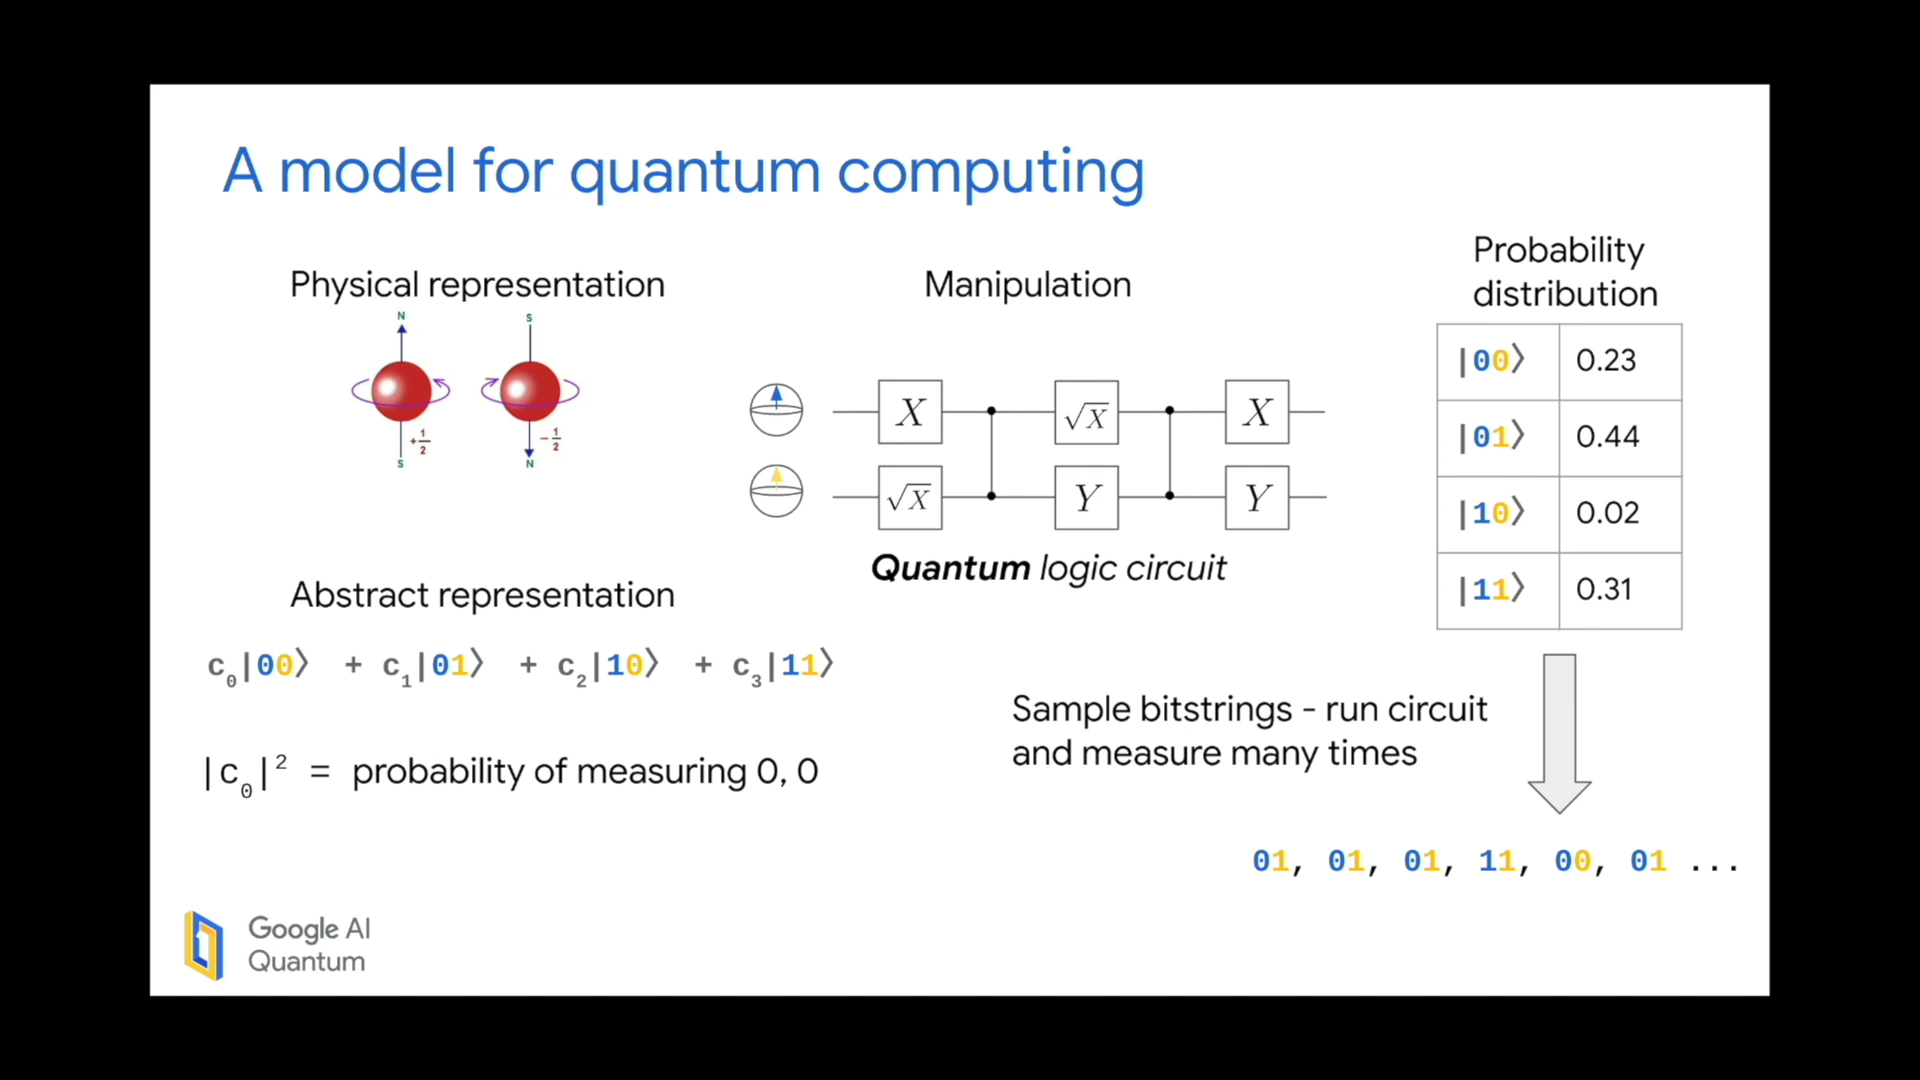 A model for quantum computing
Physical representation
N
S
+1/2
-1/2
S
N
Abstract representation
c₀|00⟩ + c₁|01⟩ + c₂|10⟩ + c₃|11⟩
|c₀|² = probability of measuring 0, 0
Manipulation
X √X X
√X Y Y
Quantum logic circuit
Probability
distribution
|00⟩ 0.23
|01⟩ 0.44
|10⟩ 0.02
|11⟩ 0.31
Sample bitstrings - run circuit
and measure many times
01, 01, 01, 11, 00, 01 ...
Google AI
Quantum